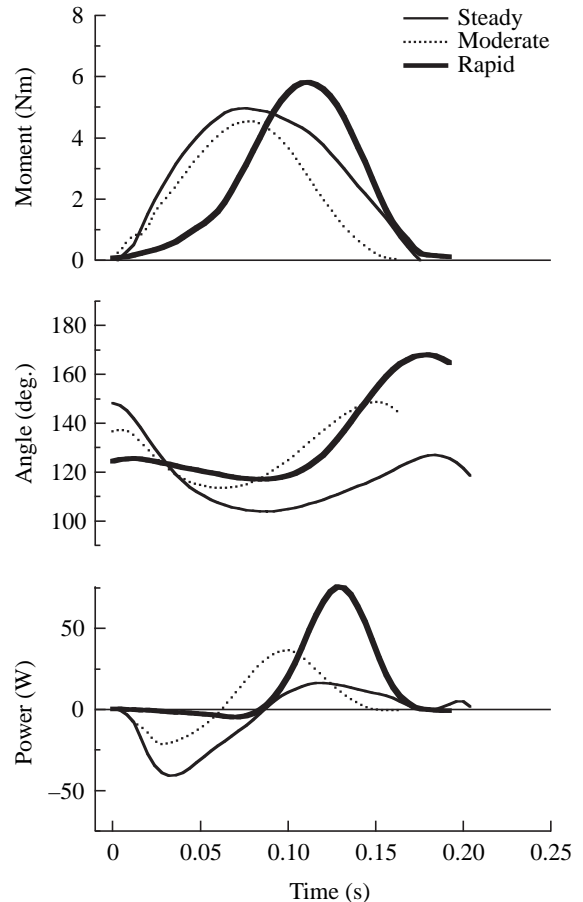 8
Steady
Moderate
Rapid
6
4
2
0
Moment (Nm)
180
160
140
120
100
Angle (deg.)
50
0
–50
Power (W)
0 0.05 0.10 0.15 0.20 0.25
Time (s)